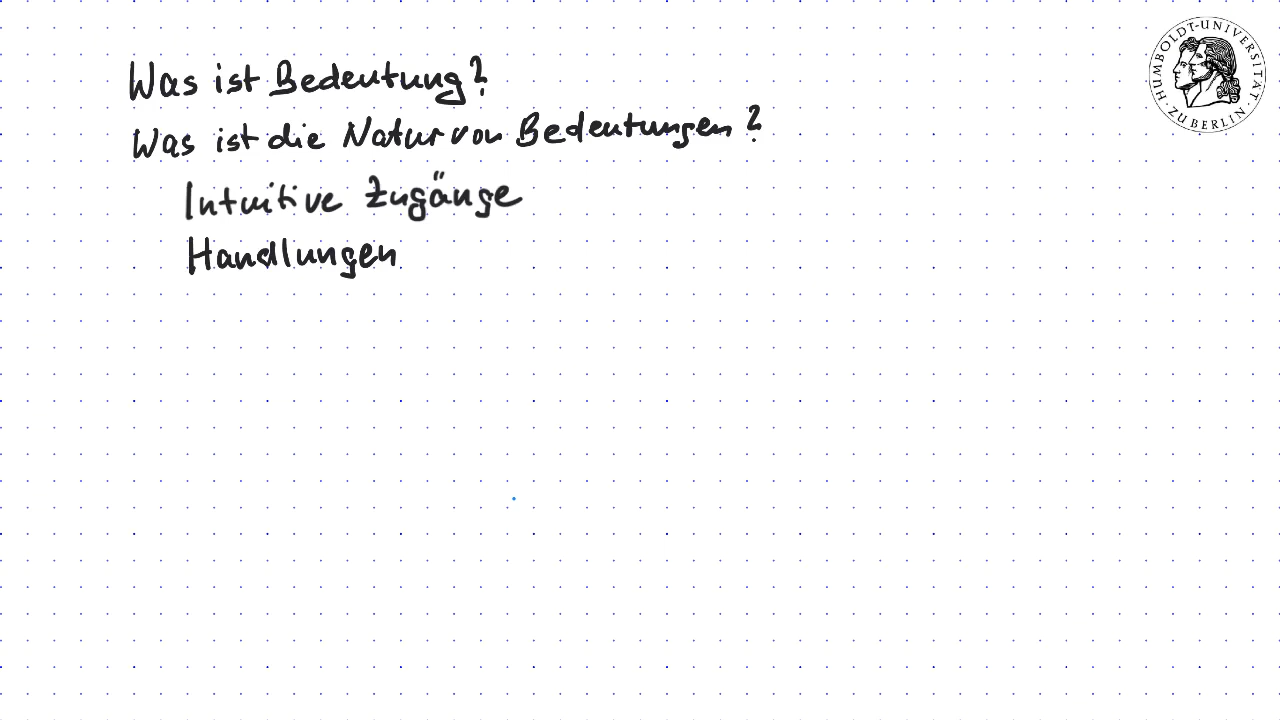 Was ist Bedeutung?
Was ist die Natur von Bedeutungen?
Intuitive Zugänge
Handlungen
HUMBOLDT-UNIVERSITÄT
ZU BERLIN